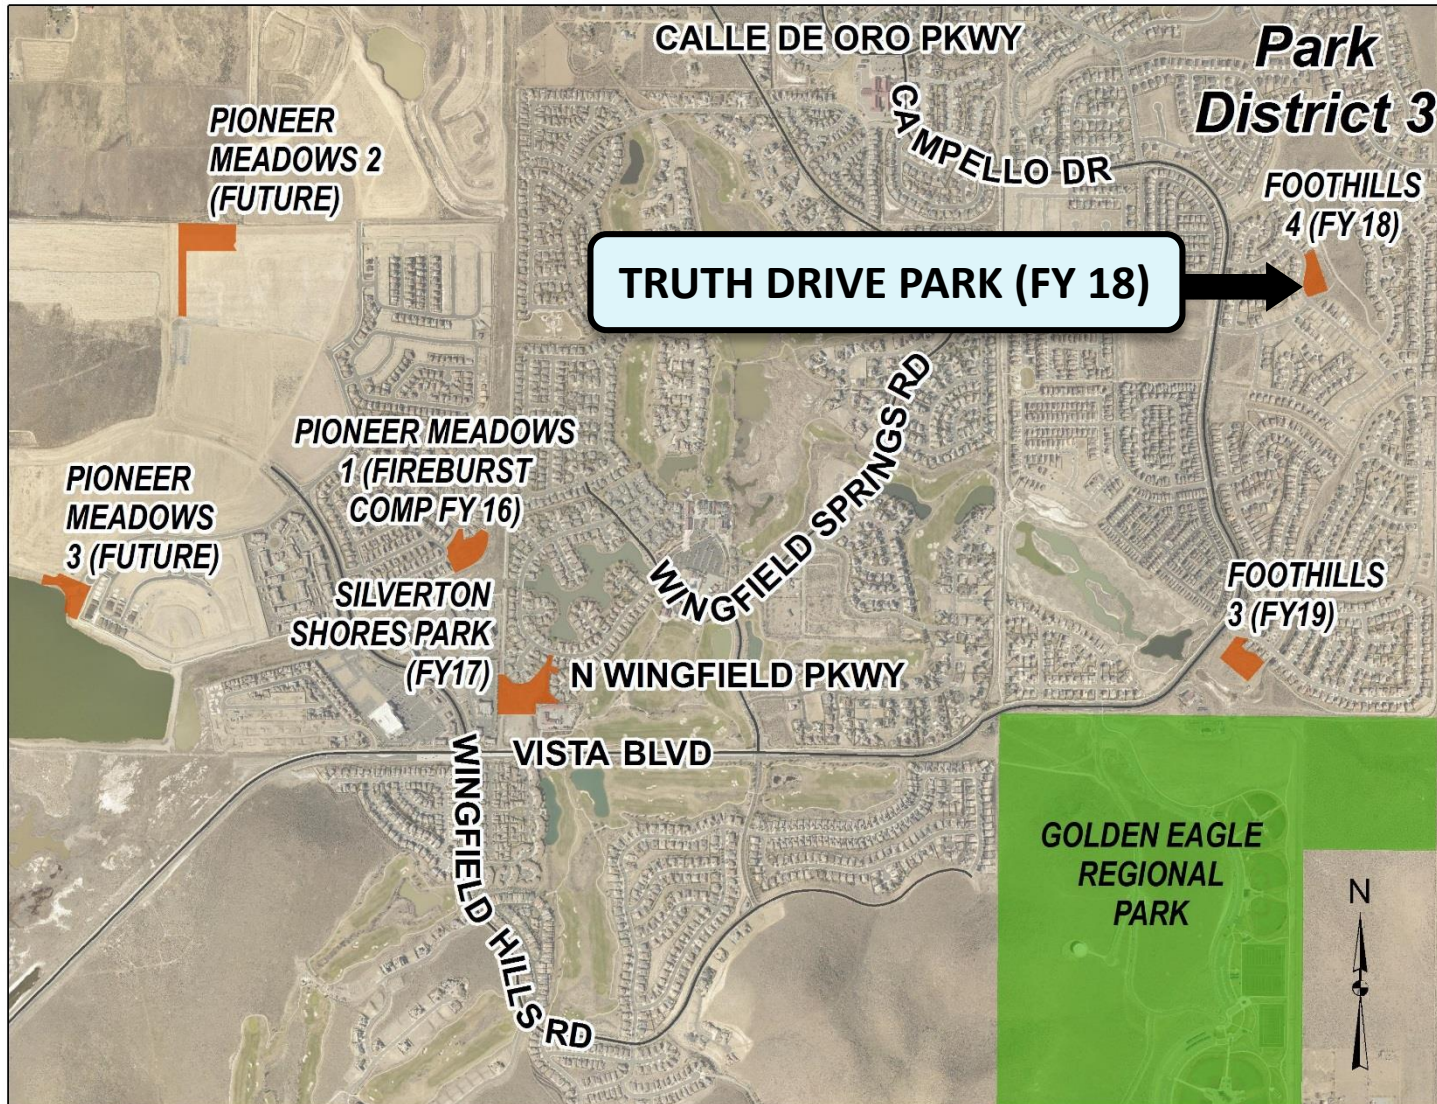 CALLE DE ORO PKWY
Park
District 3
CAMPELLO DR
PIONEER
MEADOWS 2
(FUTURE)
FOOTHILLS
4 (FY 18)
TRUTH DRIVE PARK (FY 18)
WINGFIELD SPRINGS RD
PIONEER MEADOWS
1 (FIREBURST
COMP FY 16)
PIONEER
MEADOWS
3 (FUTURE)
SILVERTON
SHORES PARK
(FY17)
FOOTHILLS
3 (FY19)
N WINGFIELD PKWY
VISTA BLVD
WINGFIELD HILLS RD
GOLDEN EAGLE
REGIONAL
PARK
N